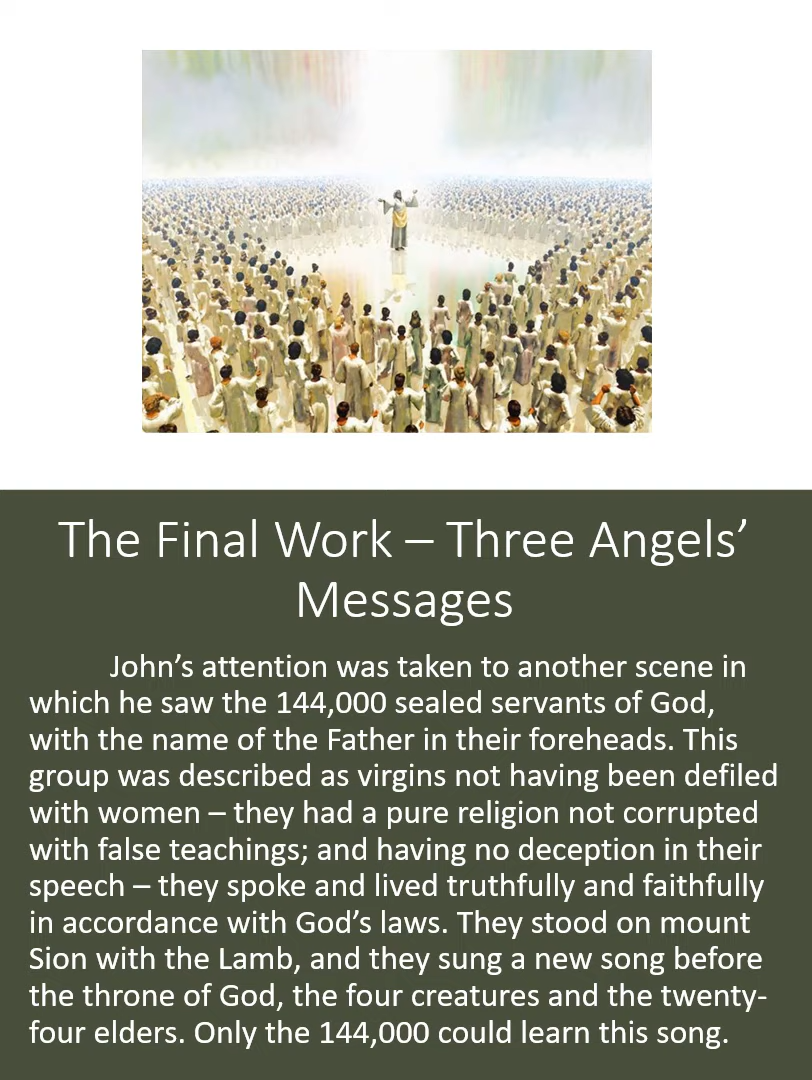 The Final Work – Three Angels’
Messages
John’s attention was taken to another scene in
which he saw the 144,000 sealed servants of God,
with the name of the Father in their foreheads. This
group was described as virgins not having been defiled
with women – they had a pure religion not corrupted
with false teachings; and having no deception in their
speech – they spoke and lived truthfully and faithfully
in accordance with God’s laws. They stood on mount
Sion with the Lamb, and they sung a new song before
the throne of God, the four creatures and the twenty-
four elders. Only the 144,000 could learn this song.